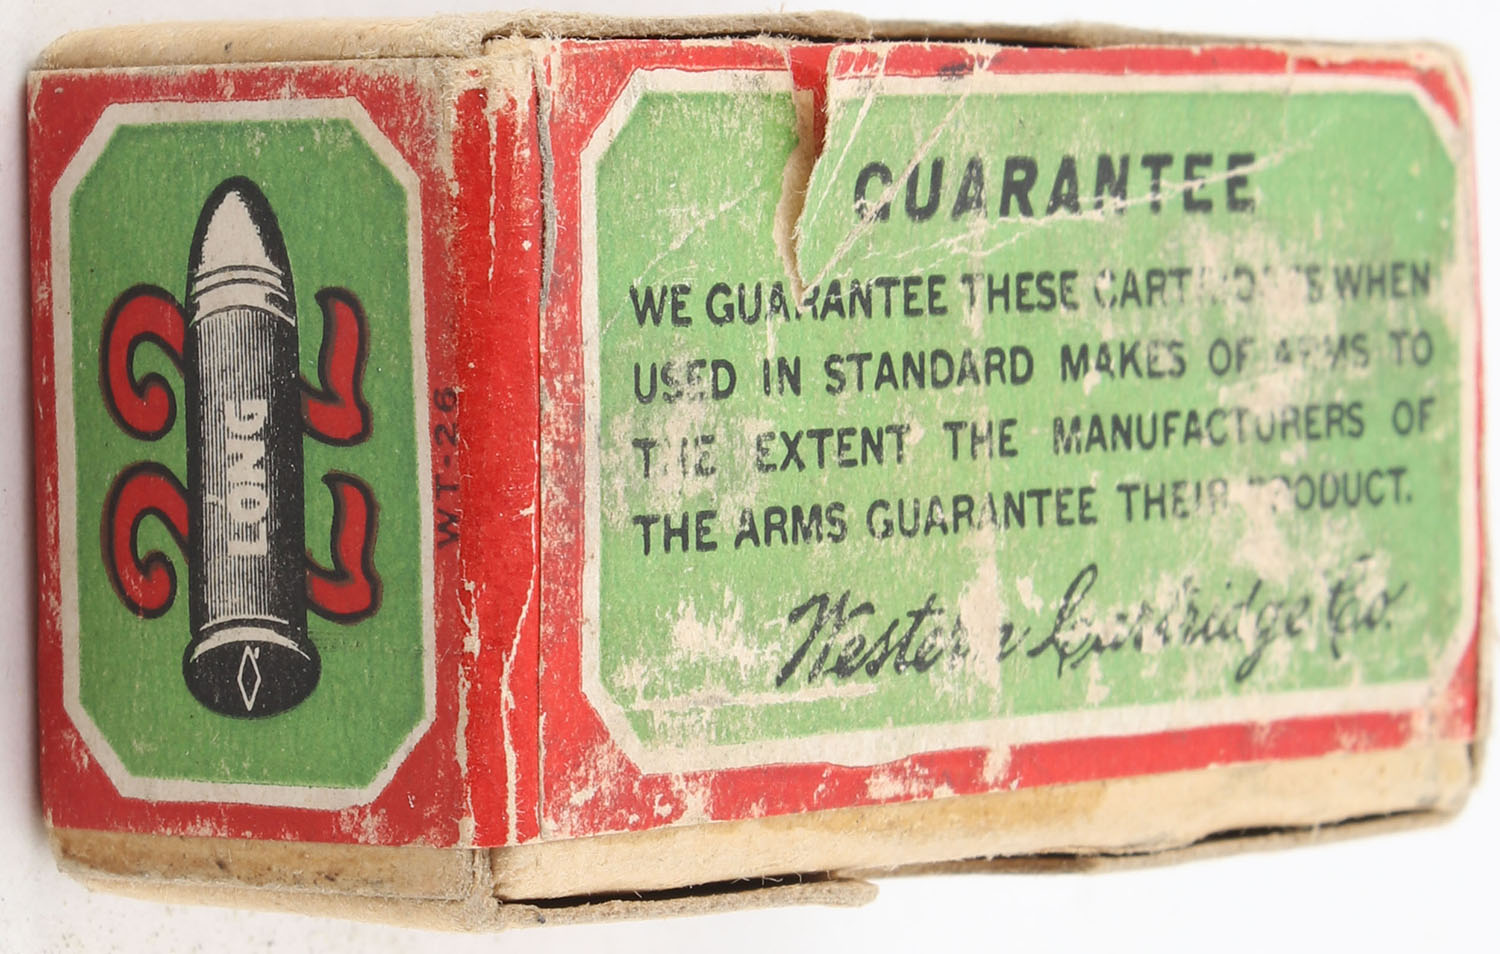 22
LONG
WT-26
GUARANTEE
WE GUARANTEE THESE CARTRIDGES WHEN
USED IN STANDARD MAKES OF ARMS TO
THE EXTENT THE MANUFACTURERS OF
THE ARMS GUARANTEE THEIR PRODUCT.
Western Cartridge Co.